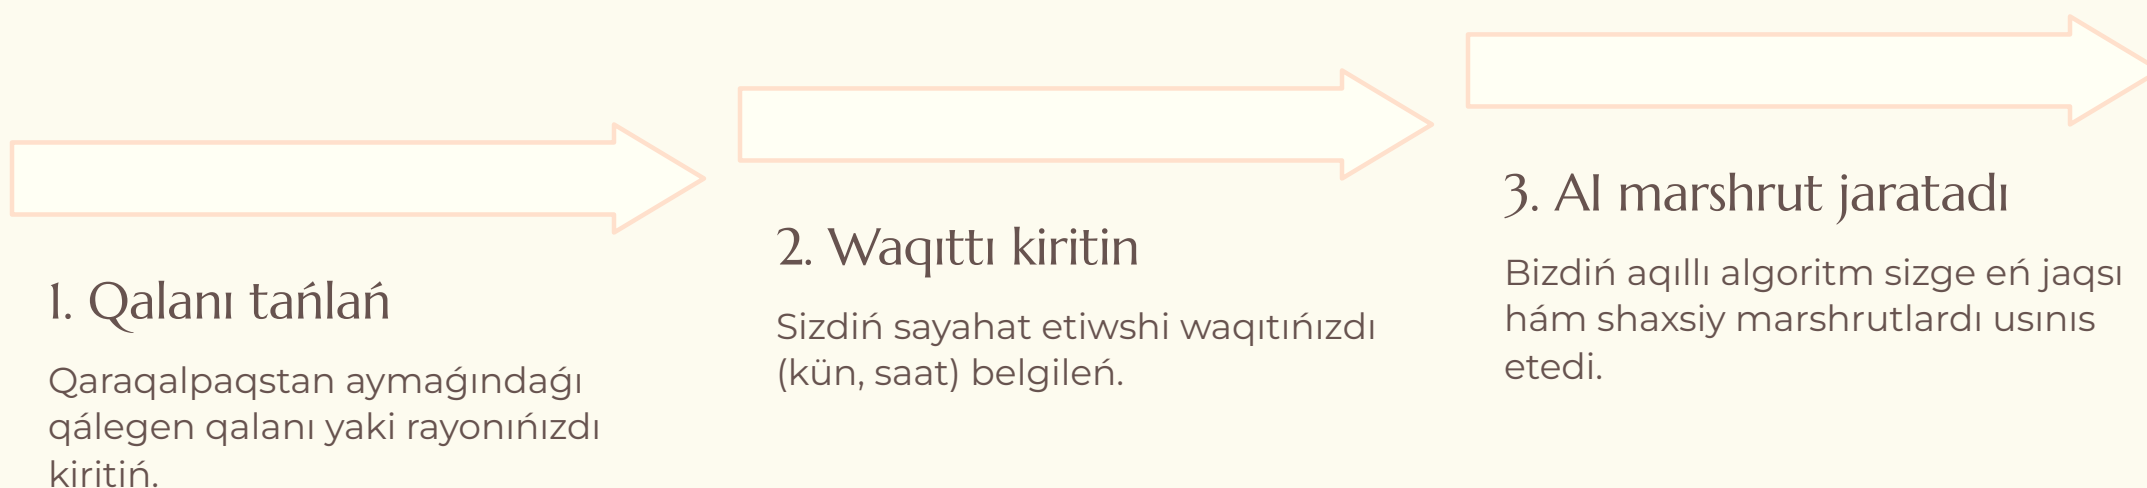 1. Qalanı tańlań
Qaraqalpaqstan aymaǵındaǵı
qálegen qalanı yaki rayonıńızdı
kiritiń.
2. Waqıttı kiritin
Sizdiń sayahat etiwshi waqıtıńızdı
(kün, saat) belgileń.
3. AI marshrut jaratadı
Bizdiń aqıllı algoritm sizge eń jaqsı
hám shaxsiy marshrutlardı usınıs
etedi.